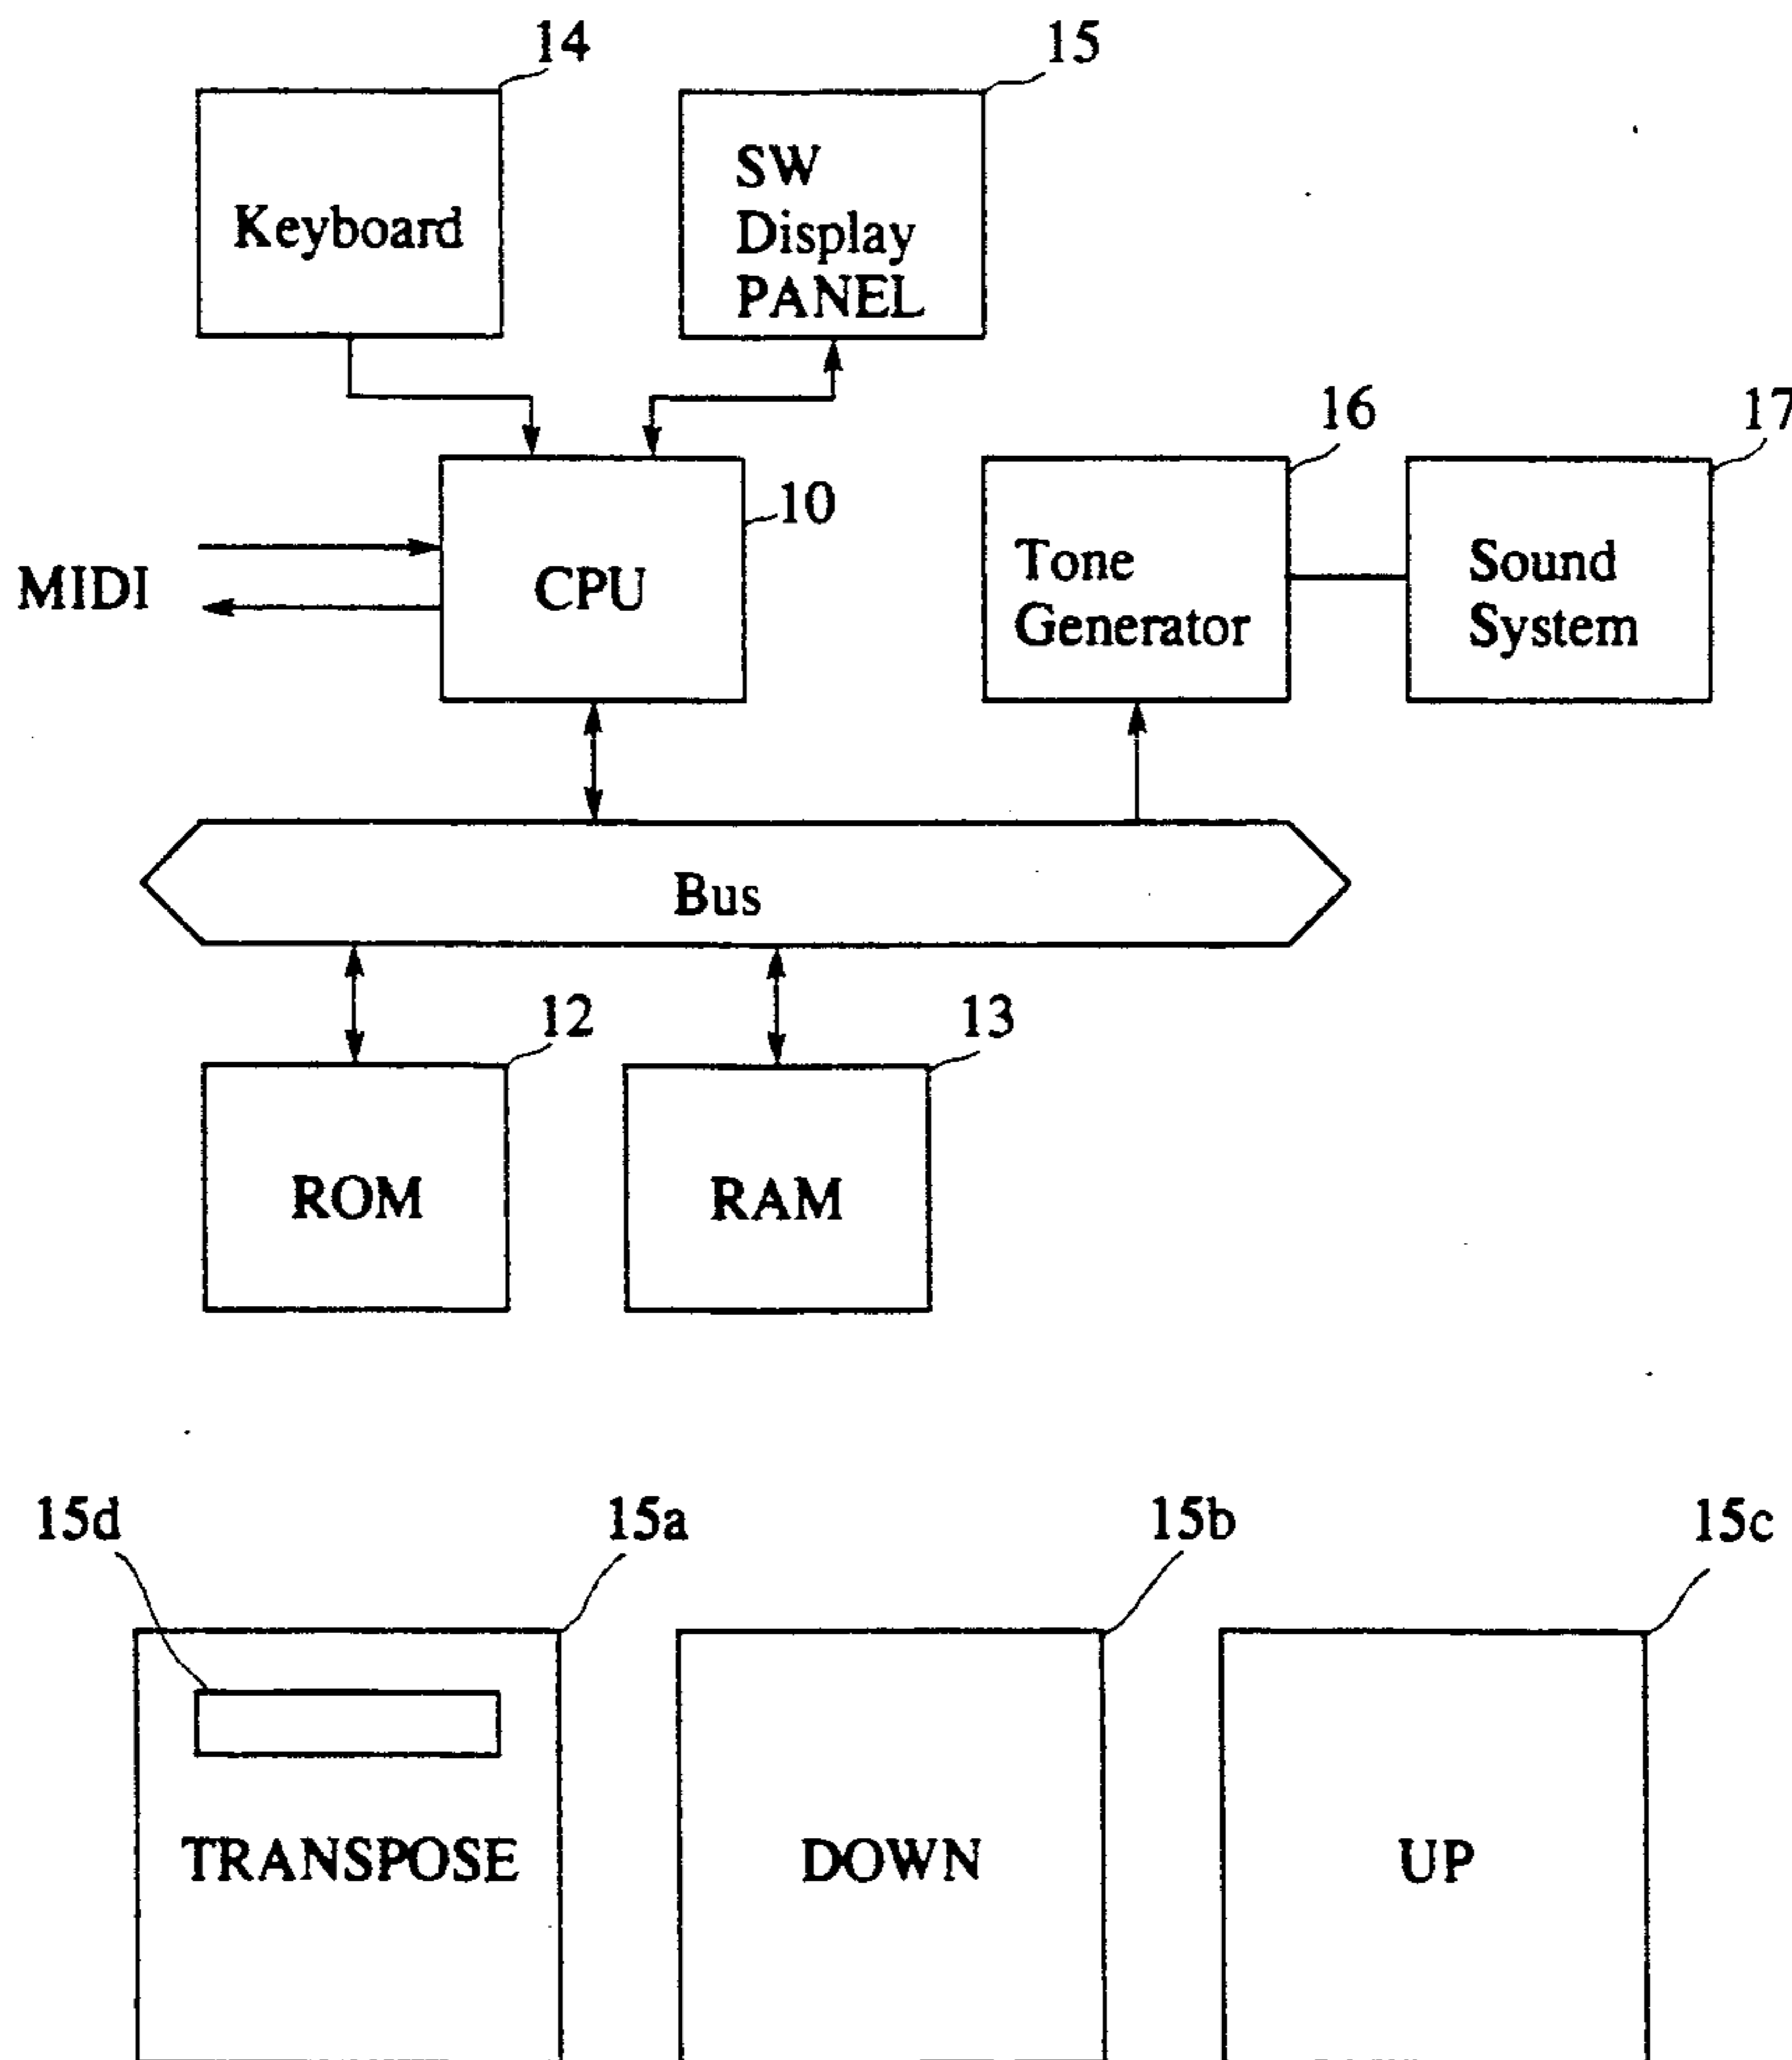 14
15
Keyboard
SW
Display
PANEL
16
17
10
MIDI
CPU
Tone
Generator
Sound
System
Bus
12
13
ROM
RAM
15d
15a
15b
15c
TRANSPOSE
DOWN
UP